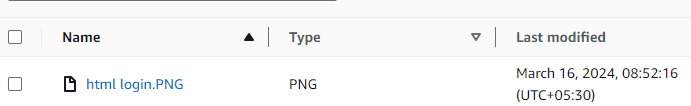 Name Type Last modified
html login.PNG PNG March 16, 2024, 08:52:16
(UTC+05:30)